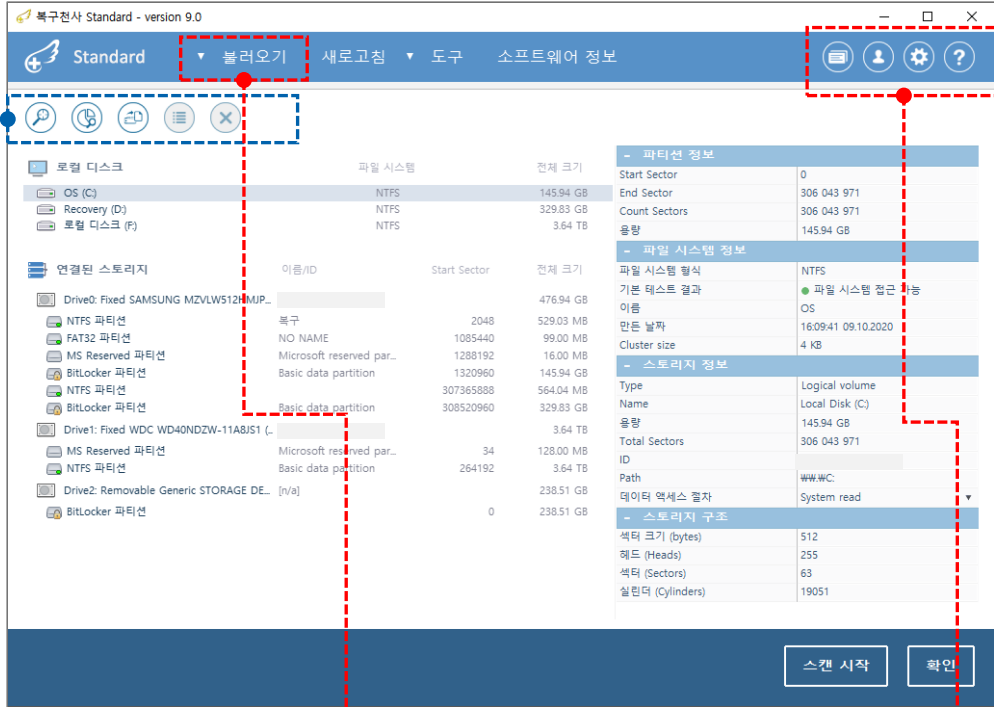 복구천사 Standard - version 9.0
Standard ▼ 불러오기 새로고침 ▼ 도구 소프트웨어 정보
로컬 디스크 파일 시스템 전체 크기
OS (C:) NTFS 145.94 GB
Recovery (D:) NTFS 329.83 GB
로컬 디스크 (F:) NTFS 3.64 TB
연결된 스토리지 이름/ID Start Sector 전체 크기
Drive0: Fixed SAMSUNG MZVLW512HMJP... 476.94 GB
NTFS 파티션 복구 2048 529.03 MB
FAT32 파티션 NO NAME 1085440 99.00 MB
MS Reserved 파티션 Microsoft reserved par... 1288192 16.00 MB
BitLocker 파티션 Basic data partition 1320960 145.94 GB
NTFS 파티션 307365888 564.04 MB
BitLocker 파티션 Basic data partition 308520960 329.83 GB
Drive1: Fixed WDC WD40NDZW-11A8JS1 (... 3.64 TB
MS Reserved 파티션 Microsoft reserved par... 34 128.00 MB
NTFS 파티션 Basic data partition 264192 3.64 TB
Drive2: Removable Generic STORAGE DE... [n/a] 238.51 GB
BitLocker 파티션 0 238.51 GB
- 파티션 정보
Start Sector 0
End Sector 306 043 971
Count Sectors 306 043 971
용량 145.94 GB
- 파일 시스템 정보
파일 시스템 형식 NTFS
기본 테스트 결과 ● 파일 시스템 접근 가능
이름 OS
만든 날짜 16:09:41 09.10.2020
Cluster size 4 KB
- 스토리지 정보
Type Logical volume
Name Local Disk (C:)
용량 145.94 GB
Total Sectors 306 043 971
ID
Path ₩₩.₩C:
데이터 액세스 절차 System read ▼
- 스토리지 구조
섹터 크기 (bytes) 512
헤드 (Heads) 255
섹터 (Sectors) 63
실린더 (Cylinders) 19051
스캔 시작 확인